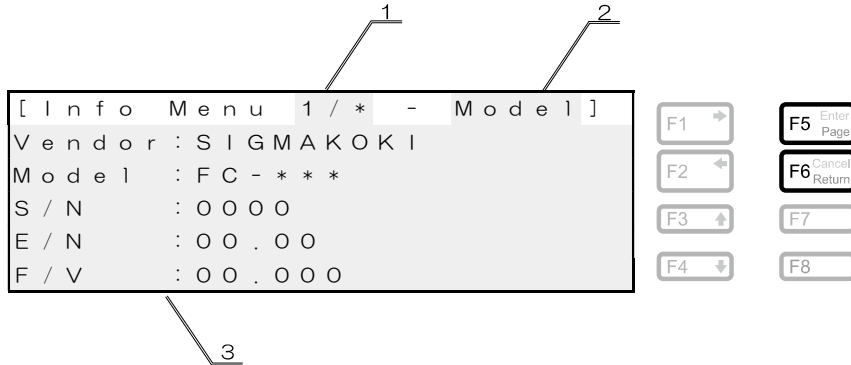 1
2
[Info Menu 1/* - Model]
Vendor:SIGMAKOKI
Model :FC-***
S/N :0000
E/N :00.00
F/V :00.000
3
F1
F5 Enter Page
F2
F6 Cancel Return
F3
F7
F4
F8